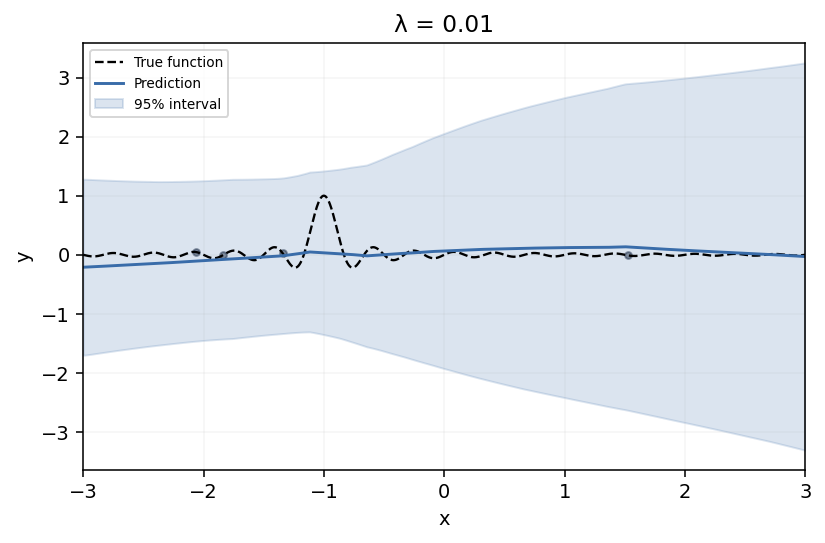 λ = 0.01
True function
Prediction
95% interval
3
2
1
0
−1
−2
−3
y
−3
−2
−1
0
1
2
3
x